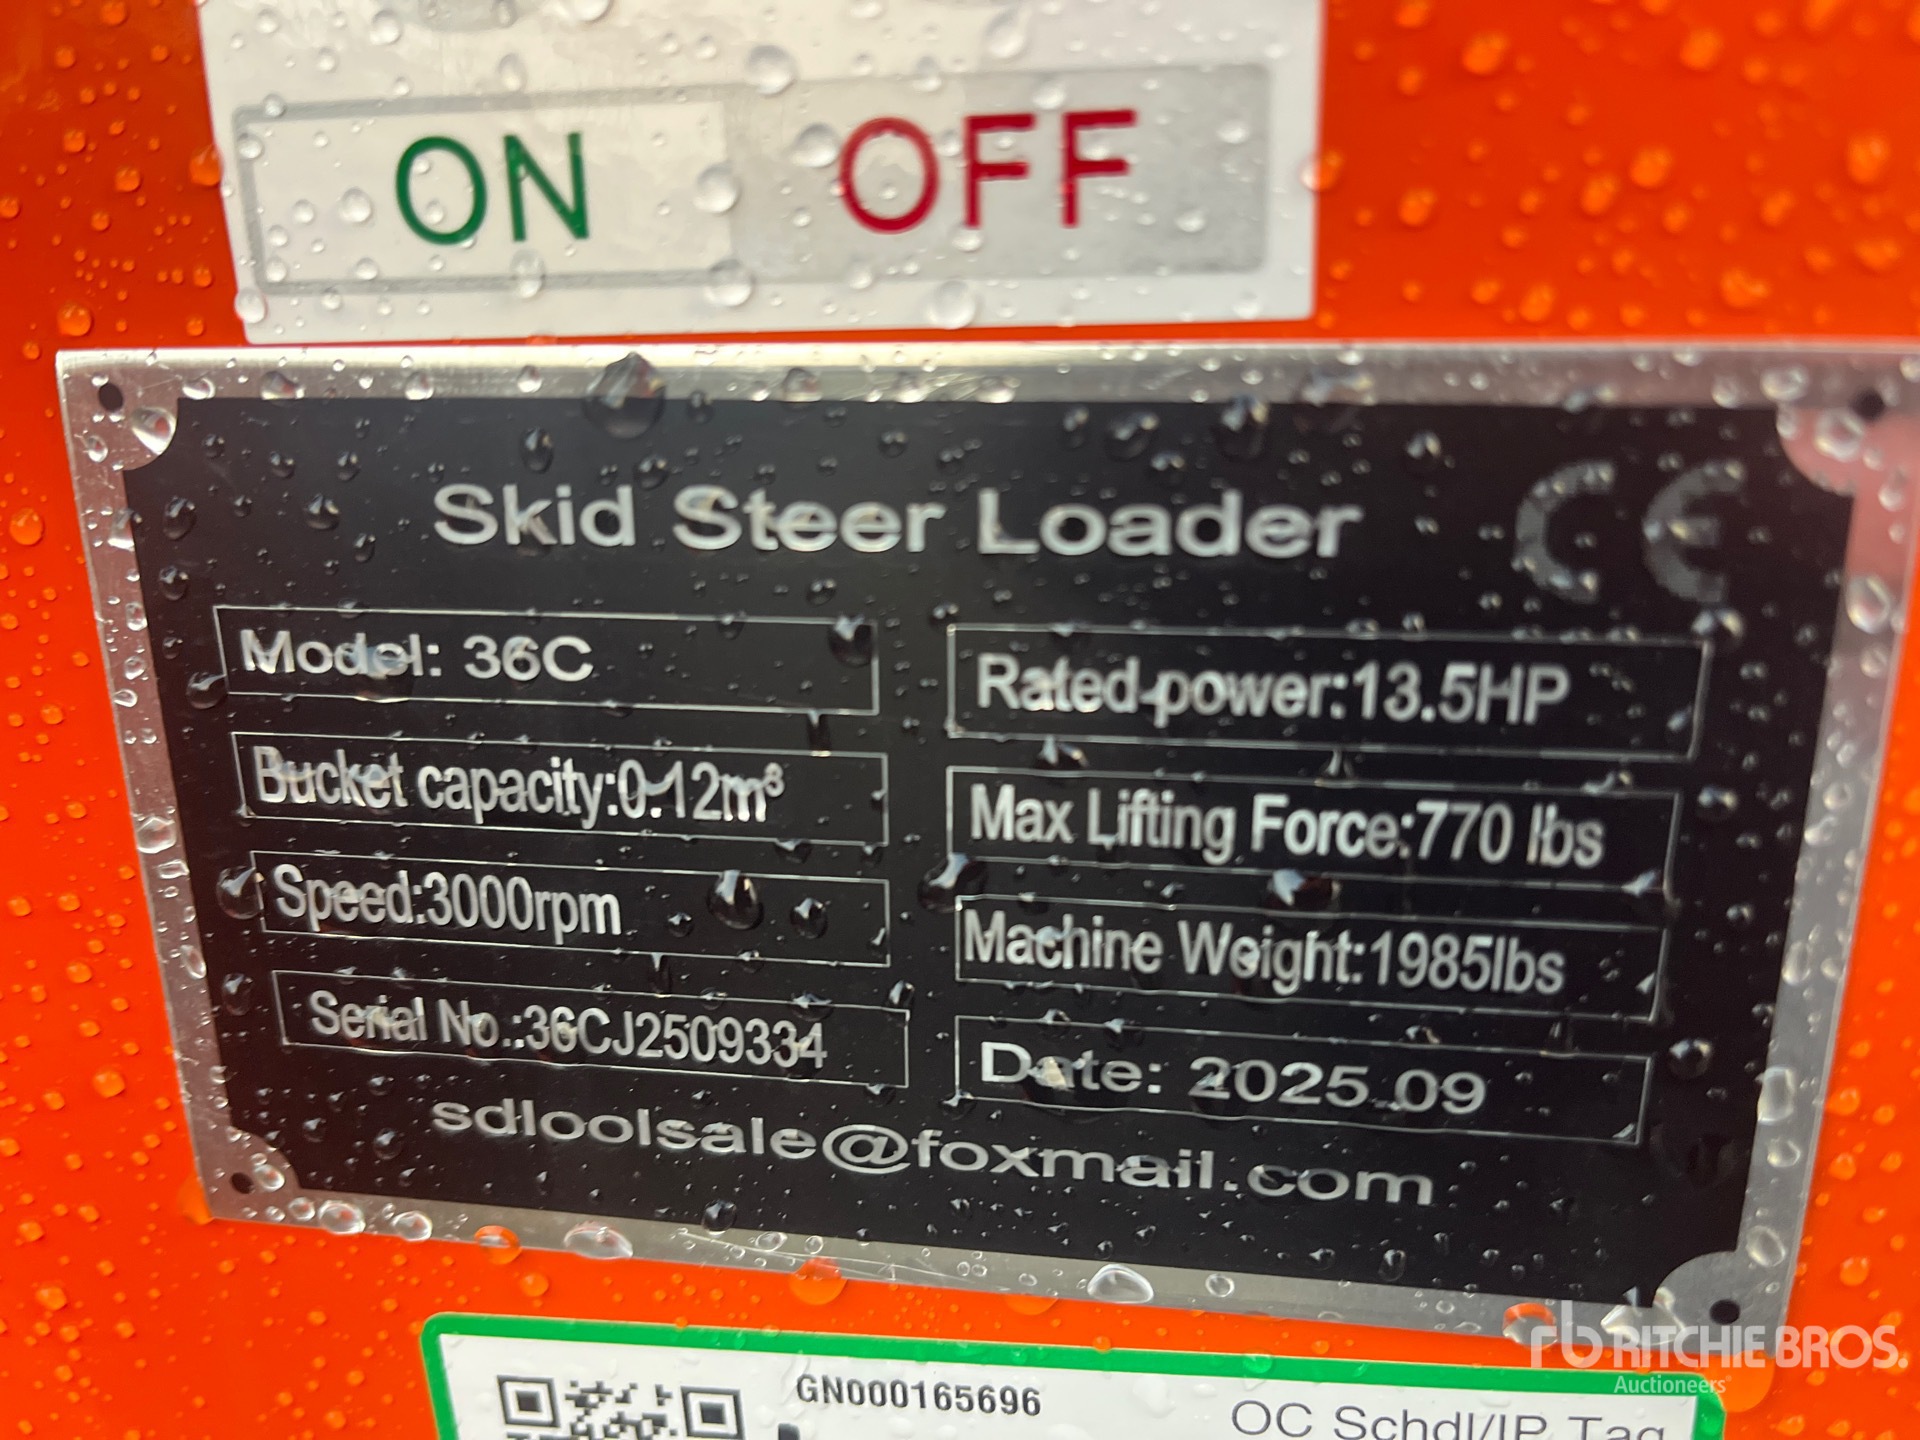 ON OFF
Skid Steer Loader CE
Model: 36C
Rated power:13.5HP
Bucket capacity:0.12m³
Max Lifting Force:770 lbs
Speed:3000rpm
Machine Weight:1985lbs
Serial No.:36CJ2509334
Date: 2025.09
sdloolsale@foxmail.com
rb RITCHIE BROS.
Auctioneers
GN000165696
OC Schdl/IP Tag